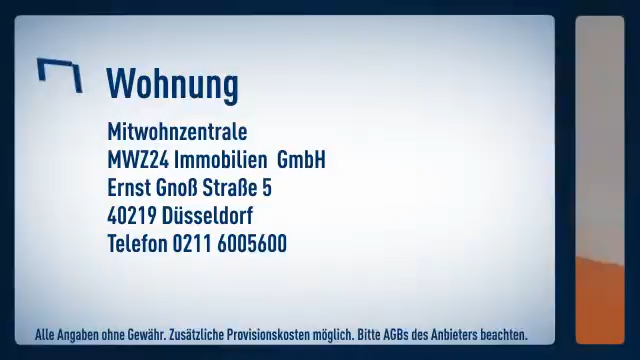 Wohnung
Mitwohnzentrale
MWZ24 Immobilien GmbH
Ernst Gnoß Straße 5
40219 Düsseldorf
Telefon 0211 6005600
Alle Angaben ohne Gewähr. Zusätzliche Provisionskosten möglich. Bitte AGBs des Anbieters beachten.